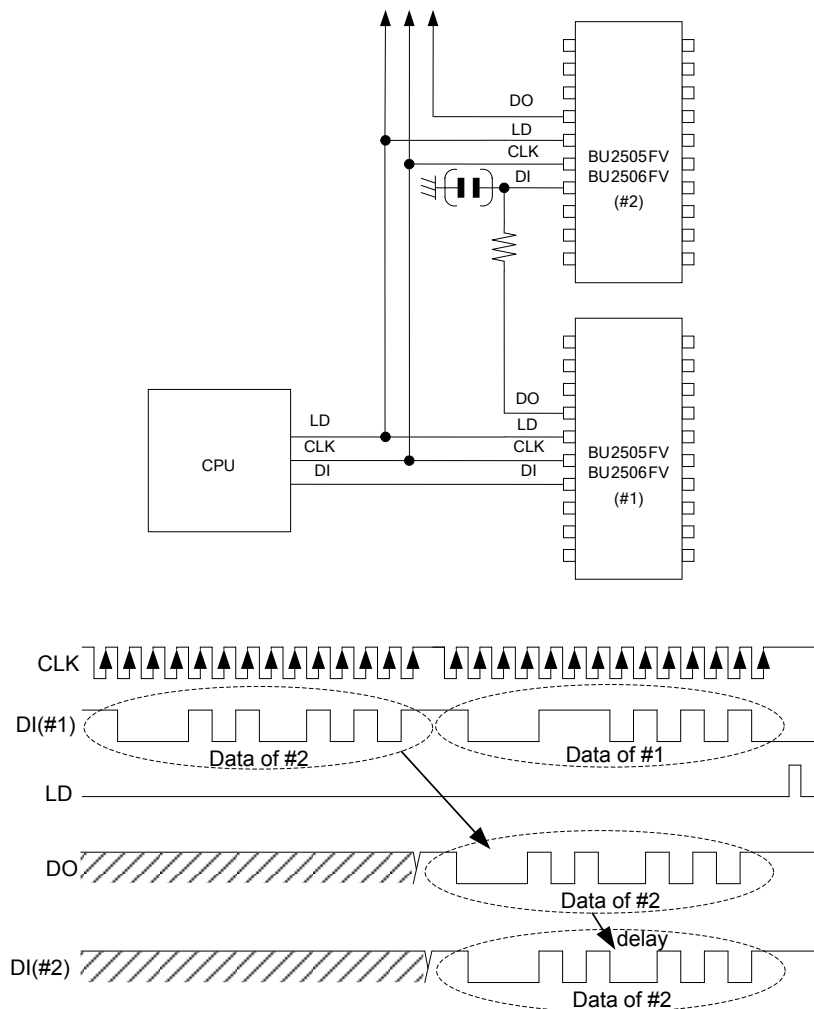 DO
LD
CLK
DI
BU2505FV
BU2506FV
(#2)
DO
LD
CLK
DI
CPU
LD
CLK
DI
BU2505FV
BU2506FV
(#1)
CLK
DI(#1)
Data of #2
Data of #1
LD
DO
Data of #2
delay
DI(#2)
Data of #2